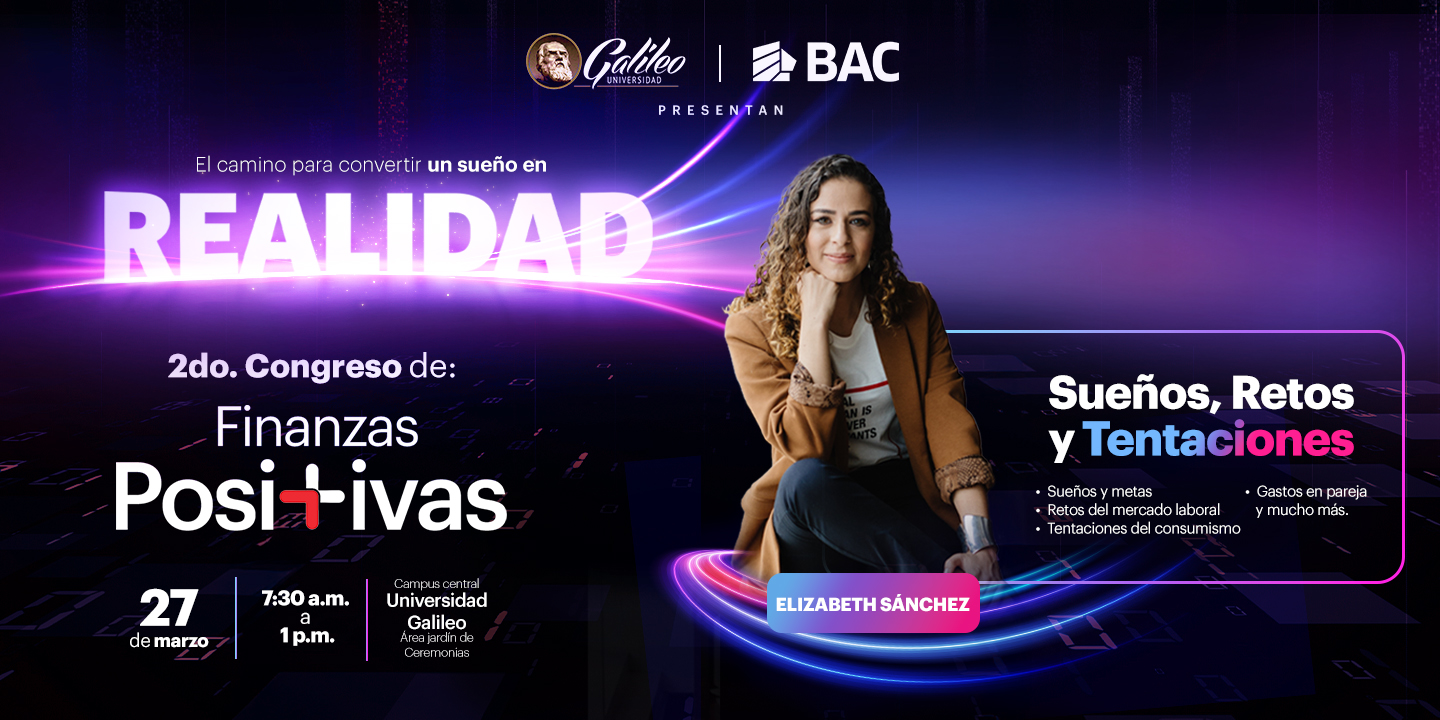 Galileo
UNIVERSIDAD
BAC
PRESENTAN
El camino para convertir un sueño en
REALIDAD
2do. Congreso de:
Finanzas
Positivas
27
de marzo
7:30 a.m.
a
1 p.m.
Campus central
Universidad
Galileo
Área jardín de
Ceremonias
ELIZABETH SÁNCHEZ
Sueños, Retos
y Tentaciones
• Sueños y metas
• Retos del mercado laboral
• Tentaciones del consumismo
• Gastos en pareja
y mucho más.